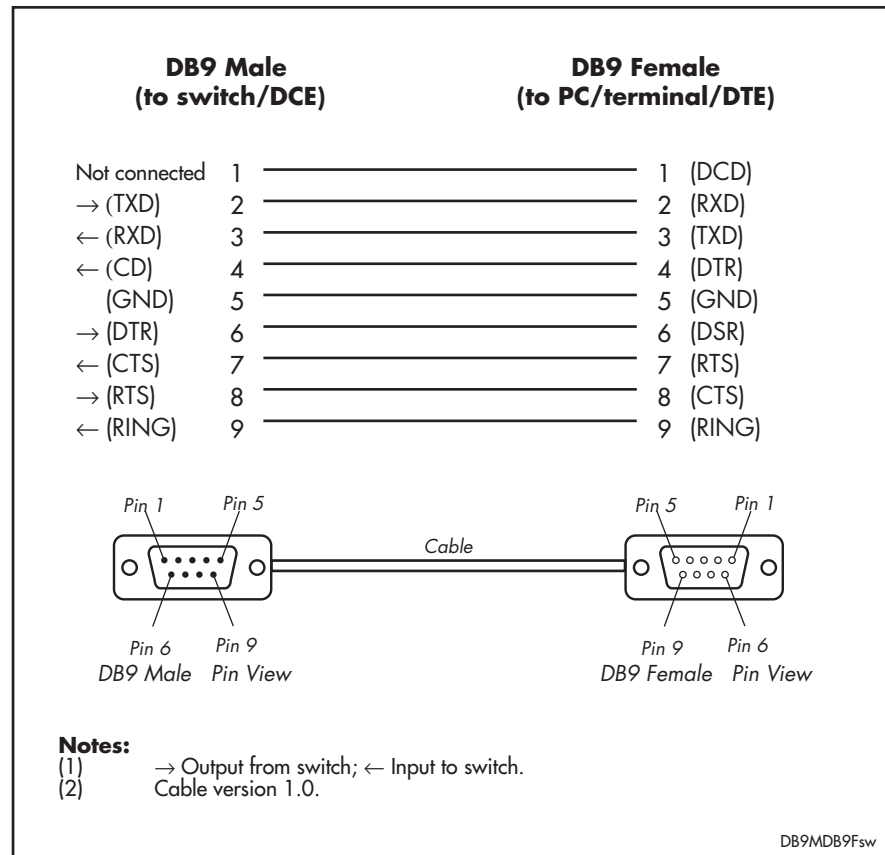 DB9 Male
(to switch/DCE)
DB9 Female
(to PC/terminal/DTE)
Not connected 1 1 (DCD)
→ (TXD) 2 2 (RXD)
← (RXD) 3 3 (TXD)
← (CD) 4 4 (DTR)
(GND) 5 5 (GND)
→ (DTR) 6 6 (DSR)
← (CTS) 7 7 (RTS)
→ (RTS) 8 8 (CTS)
← (RING) 9 9 (RING)
Pin 1 Pin 5 Pin 5 Pin 1
Cable
Pin 6 Pin 9 Pin 9 Pin 6
DB9 Male Pin View DB9 Female Pin View
Notes:
(1) → Output from switch; ← Input to switch.
(2) Cable version 1.0.
DB9MDB9Fsw